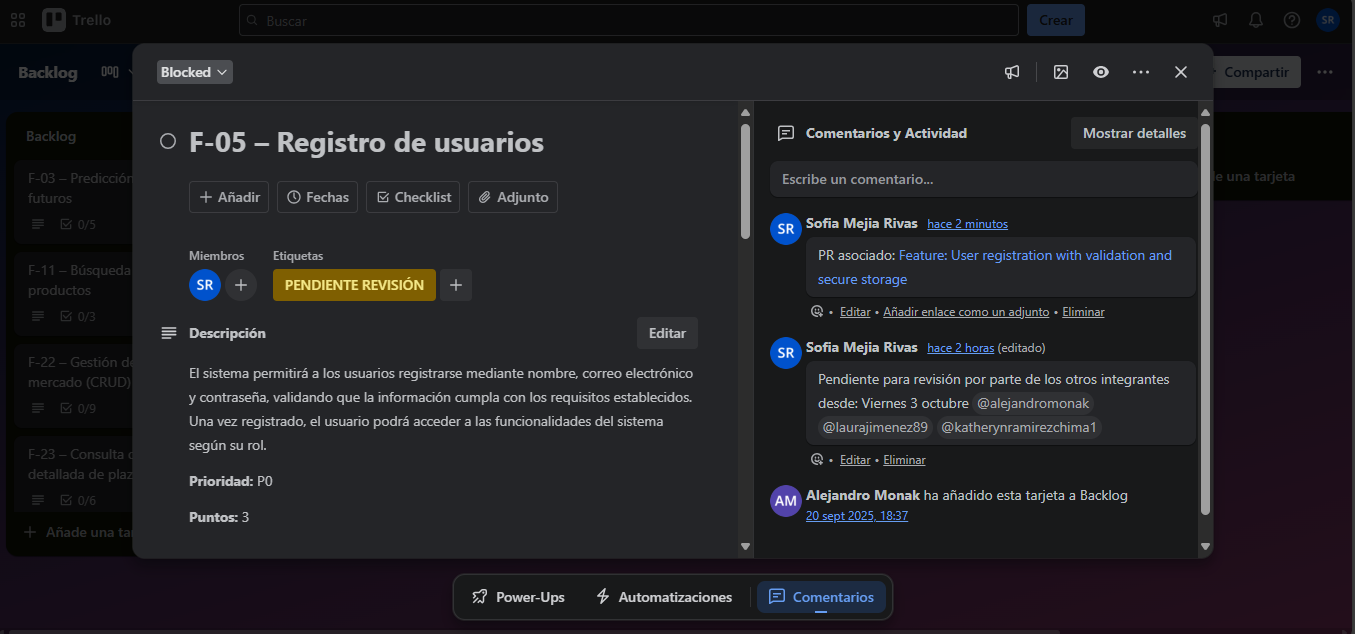 Trello
Buscar
Crear
SR
Backlog
Compartir
Blocked
Backlog
F-03 – Predicción
futuros
0/5
F-11 – Búsqueda
productos
0/3
F-22 – Gestión de
mercado (CRUD)
0/9
F-23 – Consulta
detallada de plaz
0/6
Añade una tar
de una tarjeta
F-05 – Registro de usuarios
Añadir
Fechas
Checklist
Adjunto
Miembros
Etiquetas
SR
PENDIENTE REVISIÓN
Descripción
Editar
El sistema permitirá a los usuarios registrarse mediante nombre, correo electrónico
y contraseña, validando que la información cumpla con los requisitos establecidos.
Una vez registrado, el usuario podrá acceder a las funcionalidades del sistema
según su rol.
Prioridad: P0
Puntos: 3
Comentarios y Actividad
Mostrar detalles
Escribe un comentario...
SR
Sofia Mejia Rivas hace 2 minutos
PR asociado: Feature: User registration with validation and
secure storage
• Editar • Añadir enlace como un adjunto • Eliminar
SR
Sofia Mejia Rivas hace 2 horas (editado)
Pendiente para revisión por parte de los otros integrantes
desde: Viernes 3 octubre @alejandromonak
@laurajimenez89 @katherynramirezchima1
• Editar • Eliminar
AM
Alejandro Monak ha añadido esta tarjeta a Backlog
20 sept 2025, 18:37
Power-Ups
Automatizaciones
Comentarios